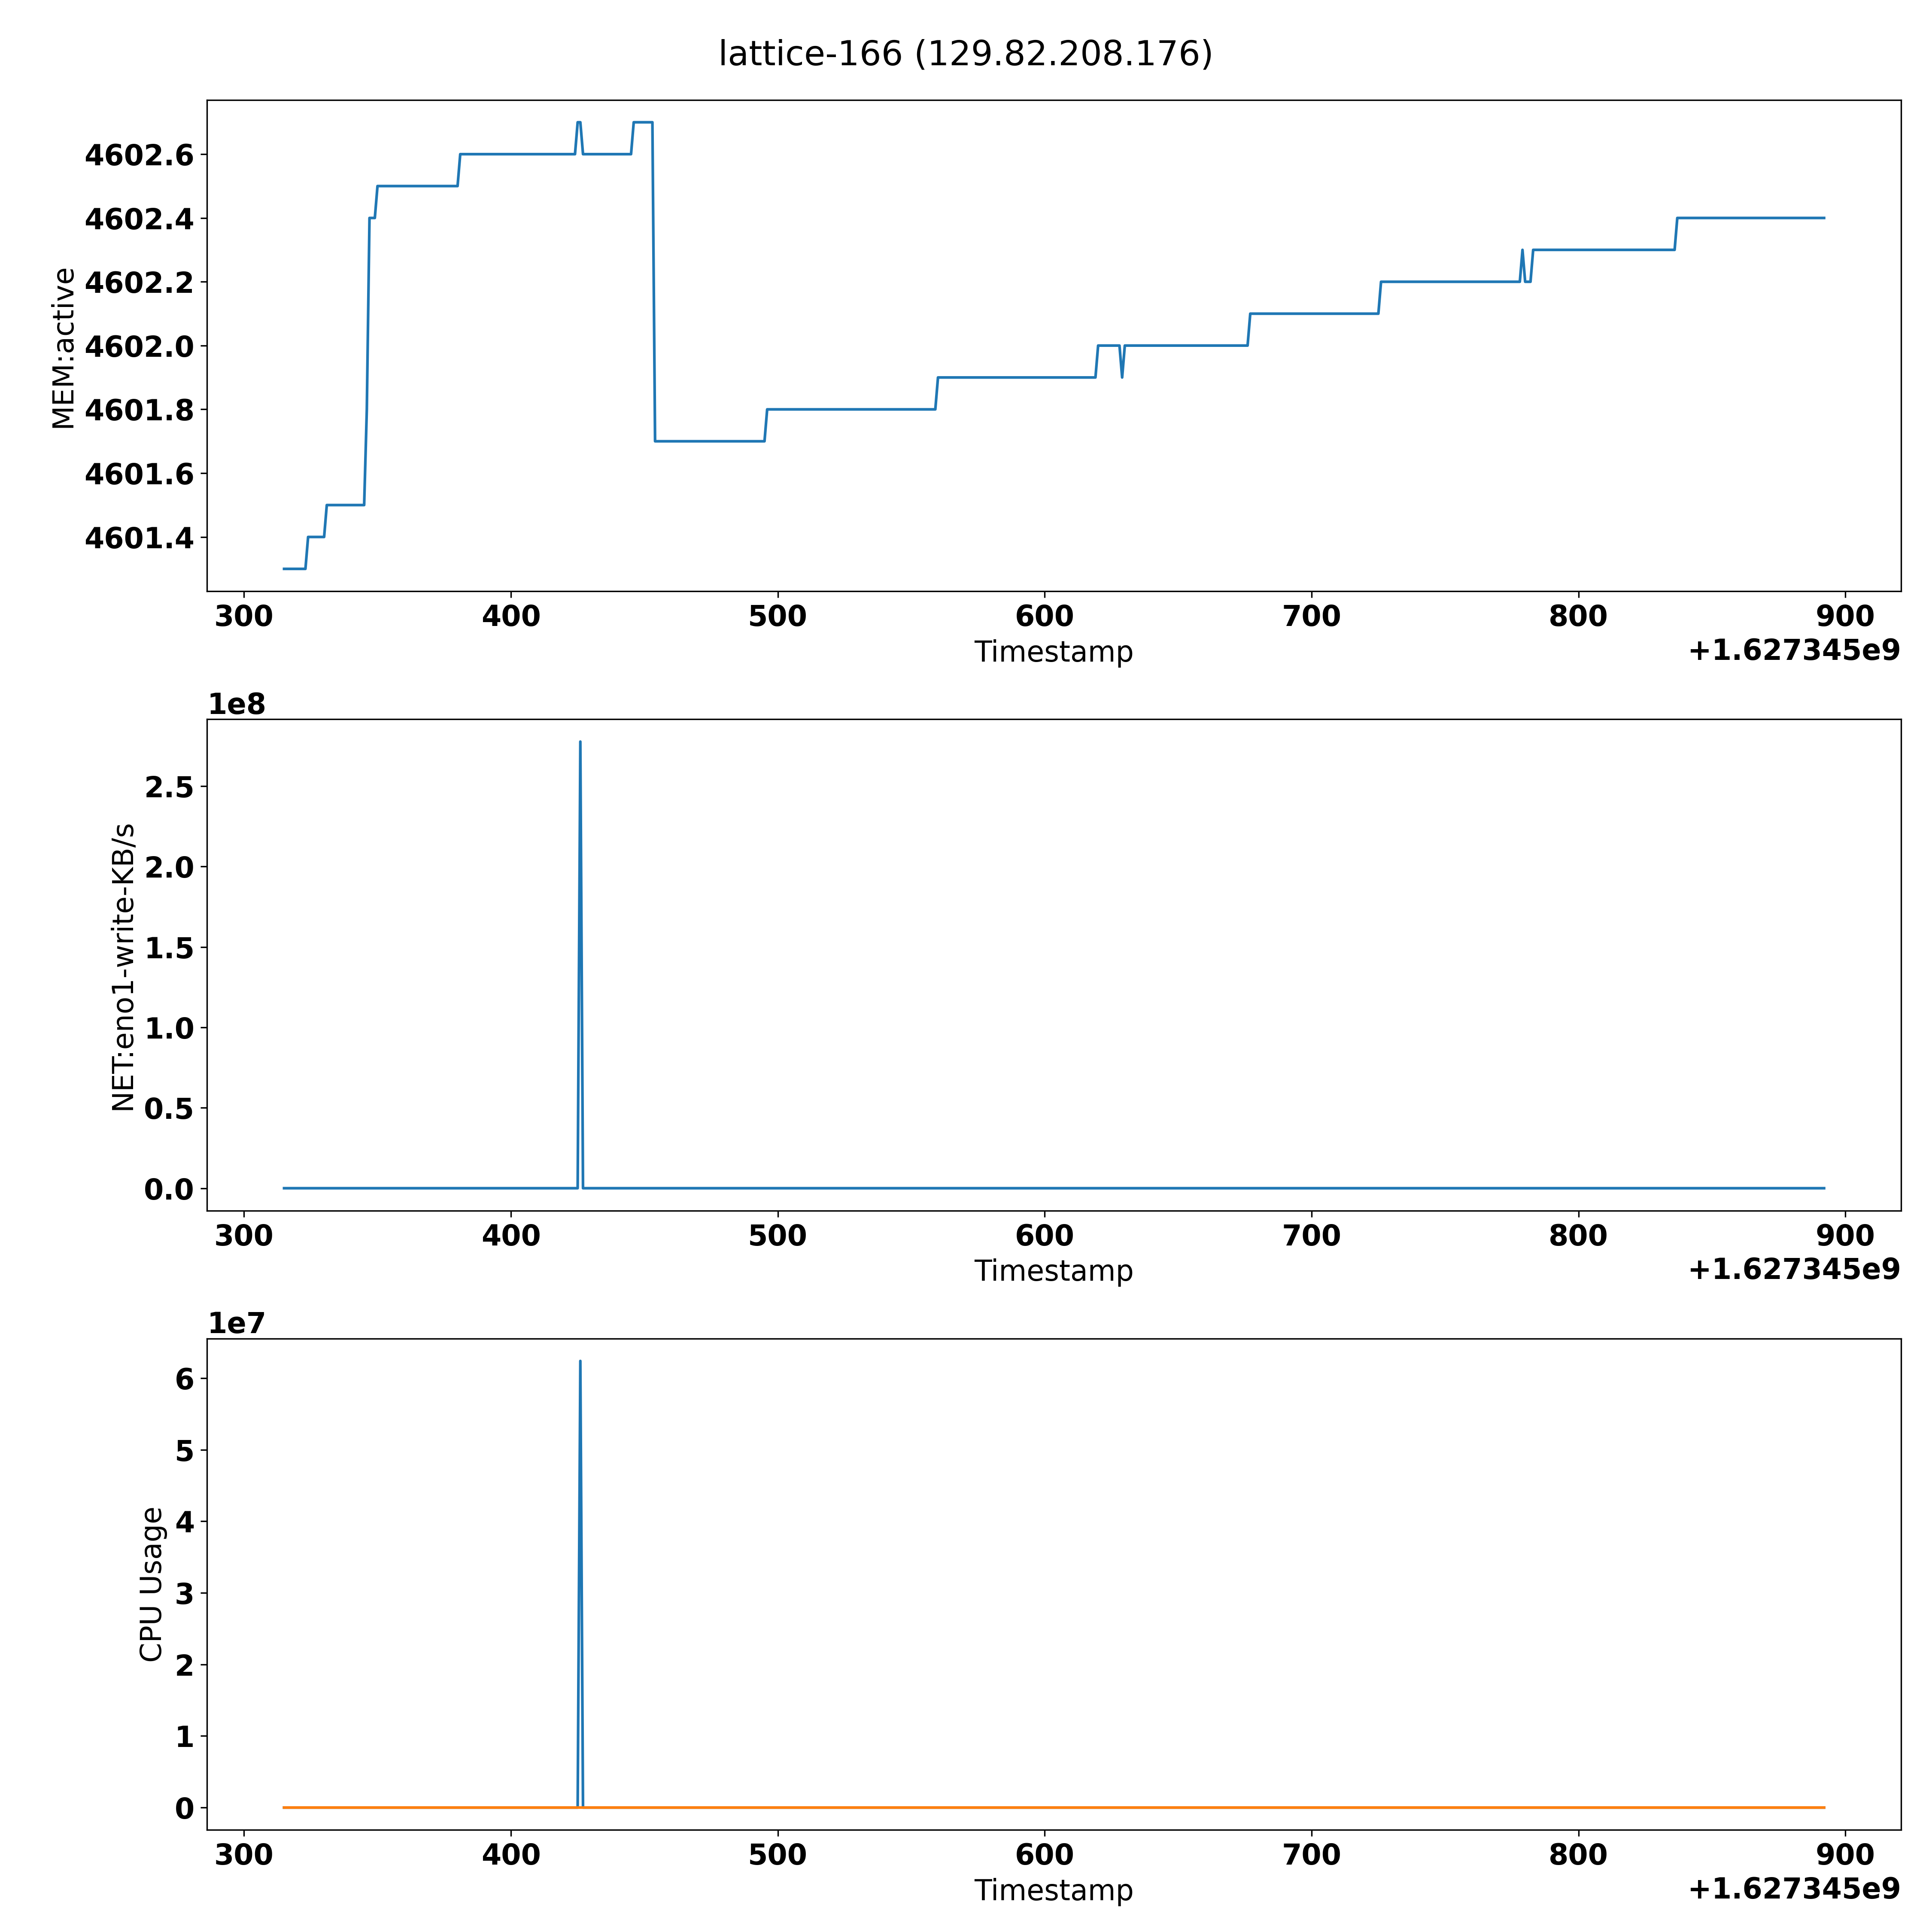 lattice-166 (129.82.208.176)
MEM:active
4602.6
4602.4
4602.2
4602.0
4601.8
4601.6
4601.4
300 400 500 600 700 800 900
Timestamp
+1.627345e9
1e8
NET:eno1-write-KB/s
2.5
2.0
1.5
1.0
0.5
0.0
300 400 500 600 700 800 900
Timestamp
+1.627345e9
1e7
CPU Usage
6
5
4
3
2
1
0
300 400 500 600 700 800 900
Timestamp
+1.627345e9